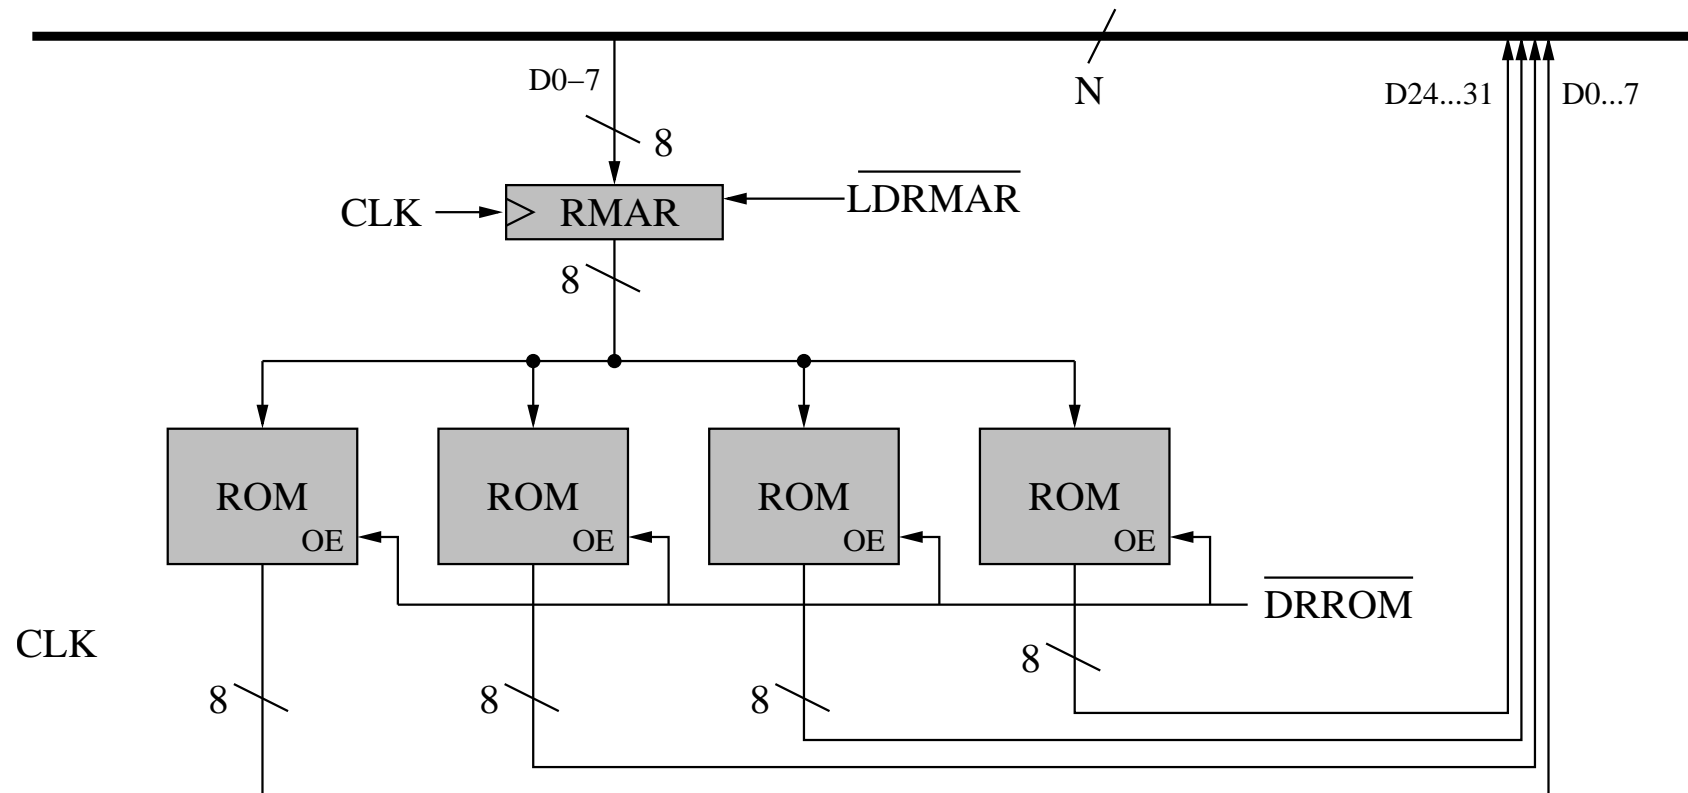 D0–7
N
D24...31
D0...7
8
CLK
RMAR
LDRMAR
8
ROM
OE
ROM
OE
ROM
OE
ROM
OE
DRROM
CLK
8
8
8
8